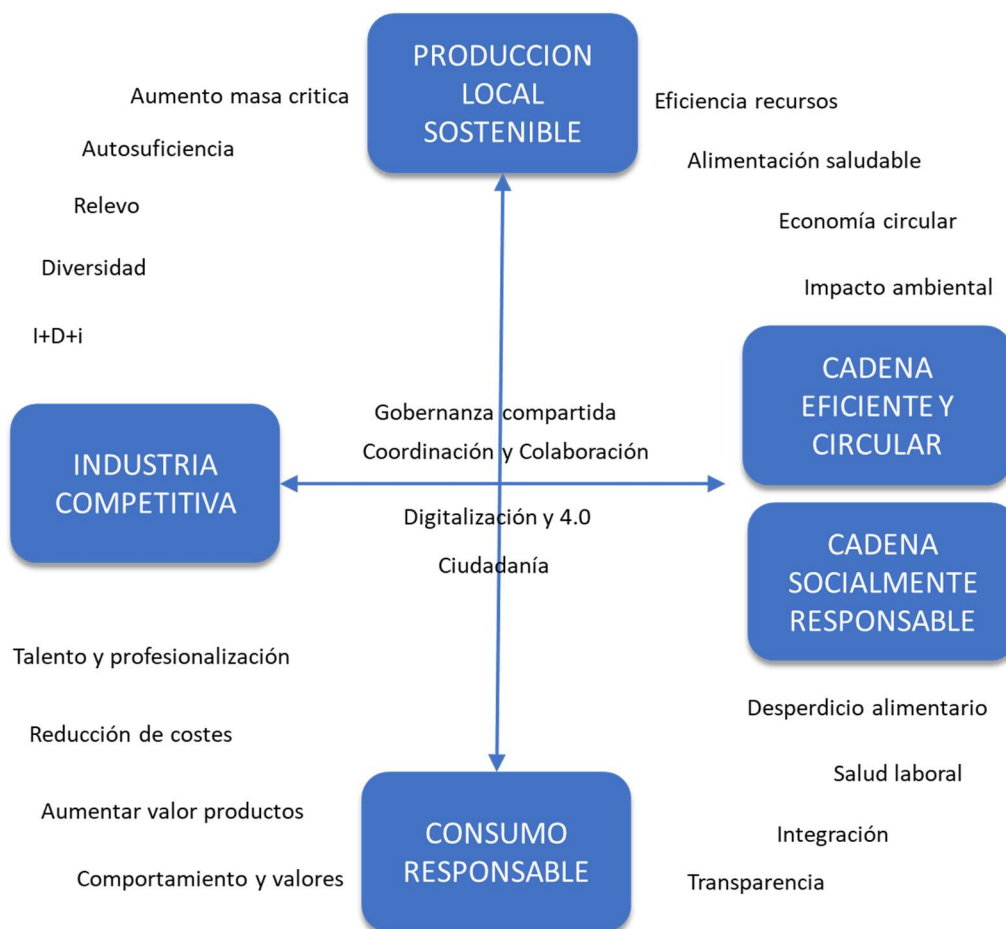 PRODUCCION
LOCAL
SOSTENIBLE
Aumento masa critica
Eficiencia recursos
Autosuficiencia
Alimentación saludable
Relevo
Economía circular
Diversidad
Impacto ambiental
I+D+i
CADENA
EFICIENTE Y
CIRCULAR
Gobernanza compartida
Coordinación y Colaboración
INDUSTRIA
COMPETITIVA
Digitalización y 4.0
Ciudadanía
CADENA
SOCIALMENTE
RESPONSABLE
Talento y profesionalización
Desperdicio alimentario
Reducción de costes
Salud laboral
Aumentar valor productos
Integración
CONSUMO
RESPONSABLE
Comportamiento y valores
Transparencia